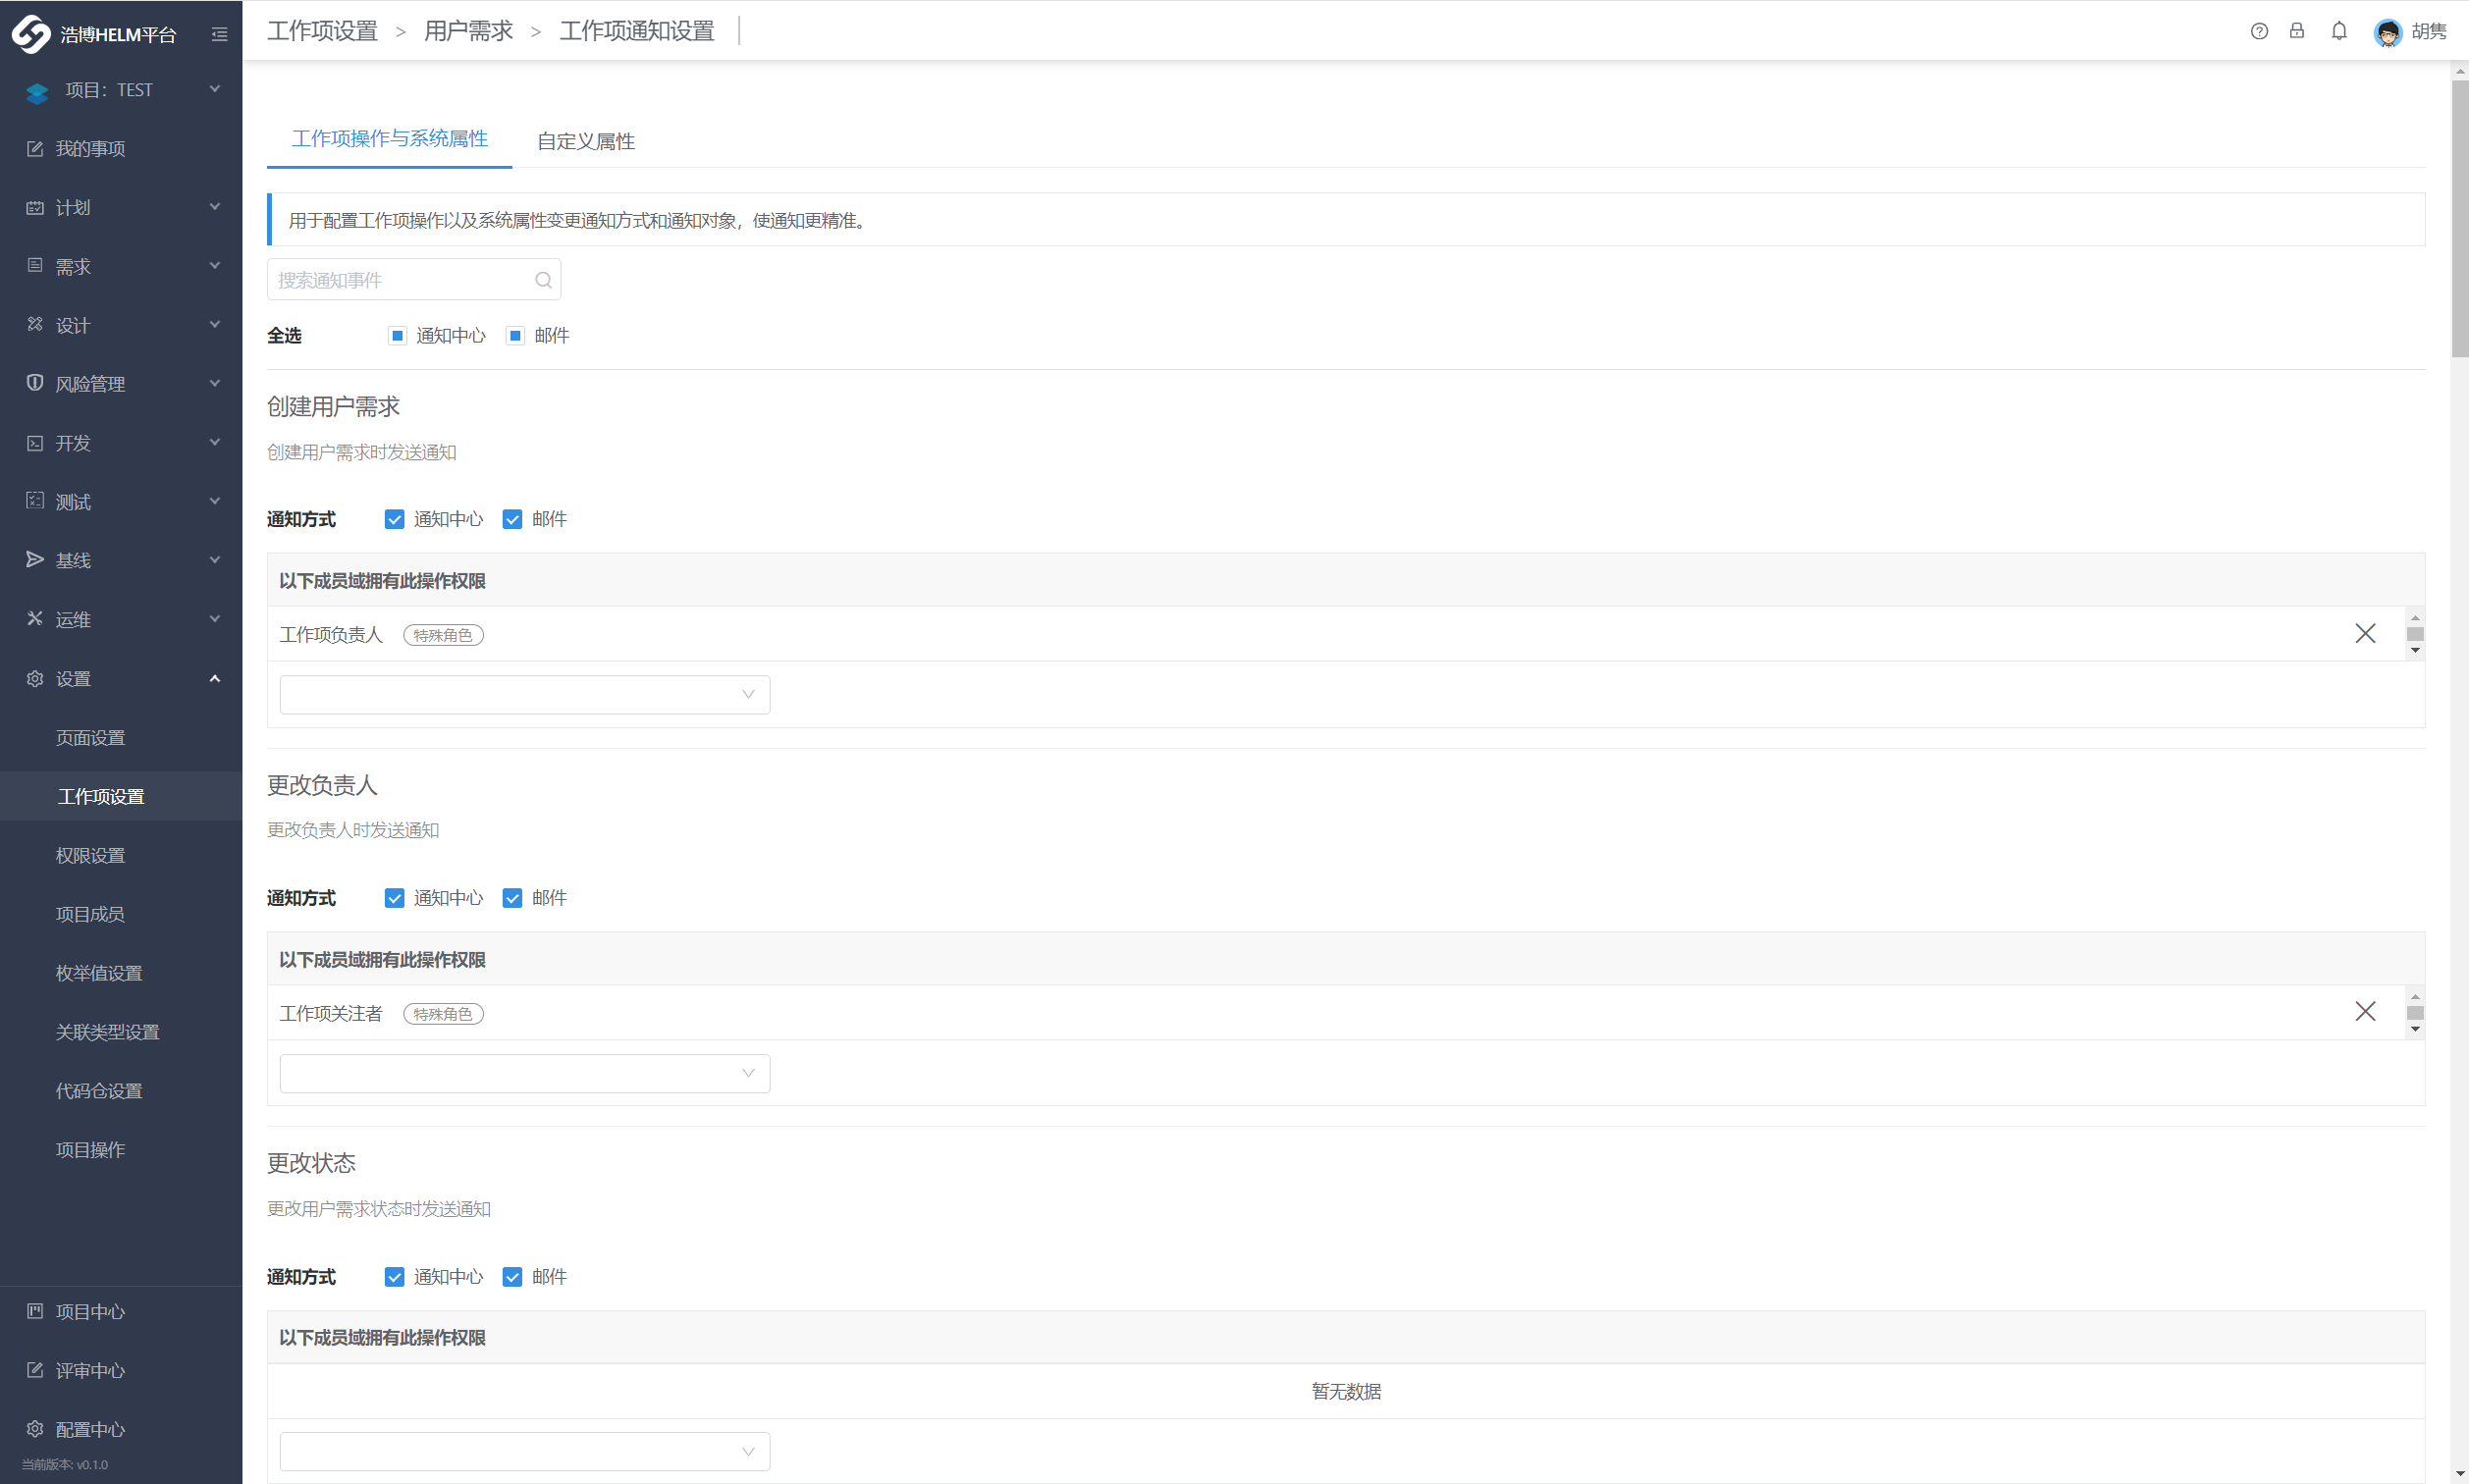 浩博HELM平台
项目：TEST
我的事项
计划
需求
设计
风险管理
开发
测试
基线
运维
设置
页面设置
工作项设置
权限设置
项目成员
枚举值设置
关联类型设置
代码仓设置
项目操作
项目中心
评审中心
配置中心
当前版本: v0.1.0
工作项设置 > 用户需求 > 工作项通知设置
胡隽
工作项操作与系统属性 自定义属性
用于配置工作项操作以及系统属性变更通知方式和通知对象，使通知更精准。
搜索通知事件
全选 通知中心 邮件
创建用户需求
创建用户需求时发送通知
通知方式 通知中心 邮件
以下成员域拥有此操作权限
工作项负责人 特殊角色
更改负责人
更改负责人时发送通知
通知方式 通知中心 邮件
以下成员域拥有此操作权限
工作项关注者 特殊角色
更改状态
更改用户需求状态时发送通知
通知方式 通知中心 邮件
以下成员域拥有此操作权限
暂无数据